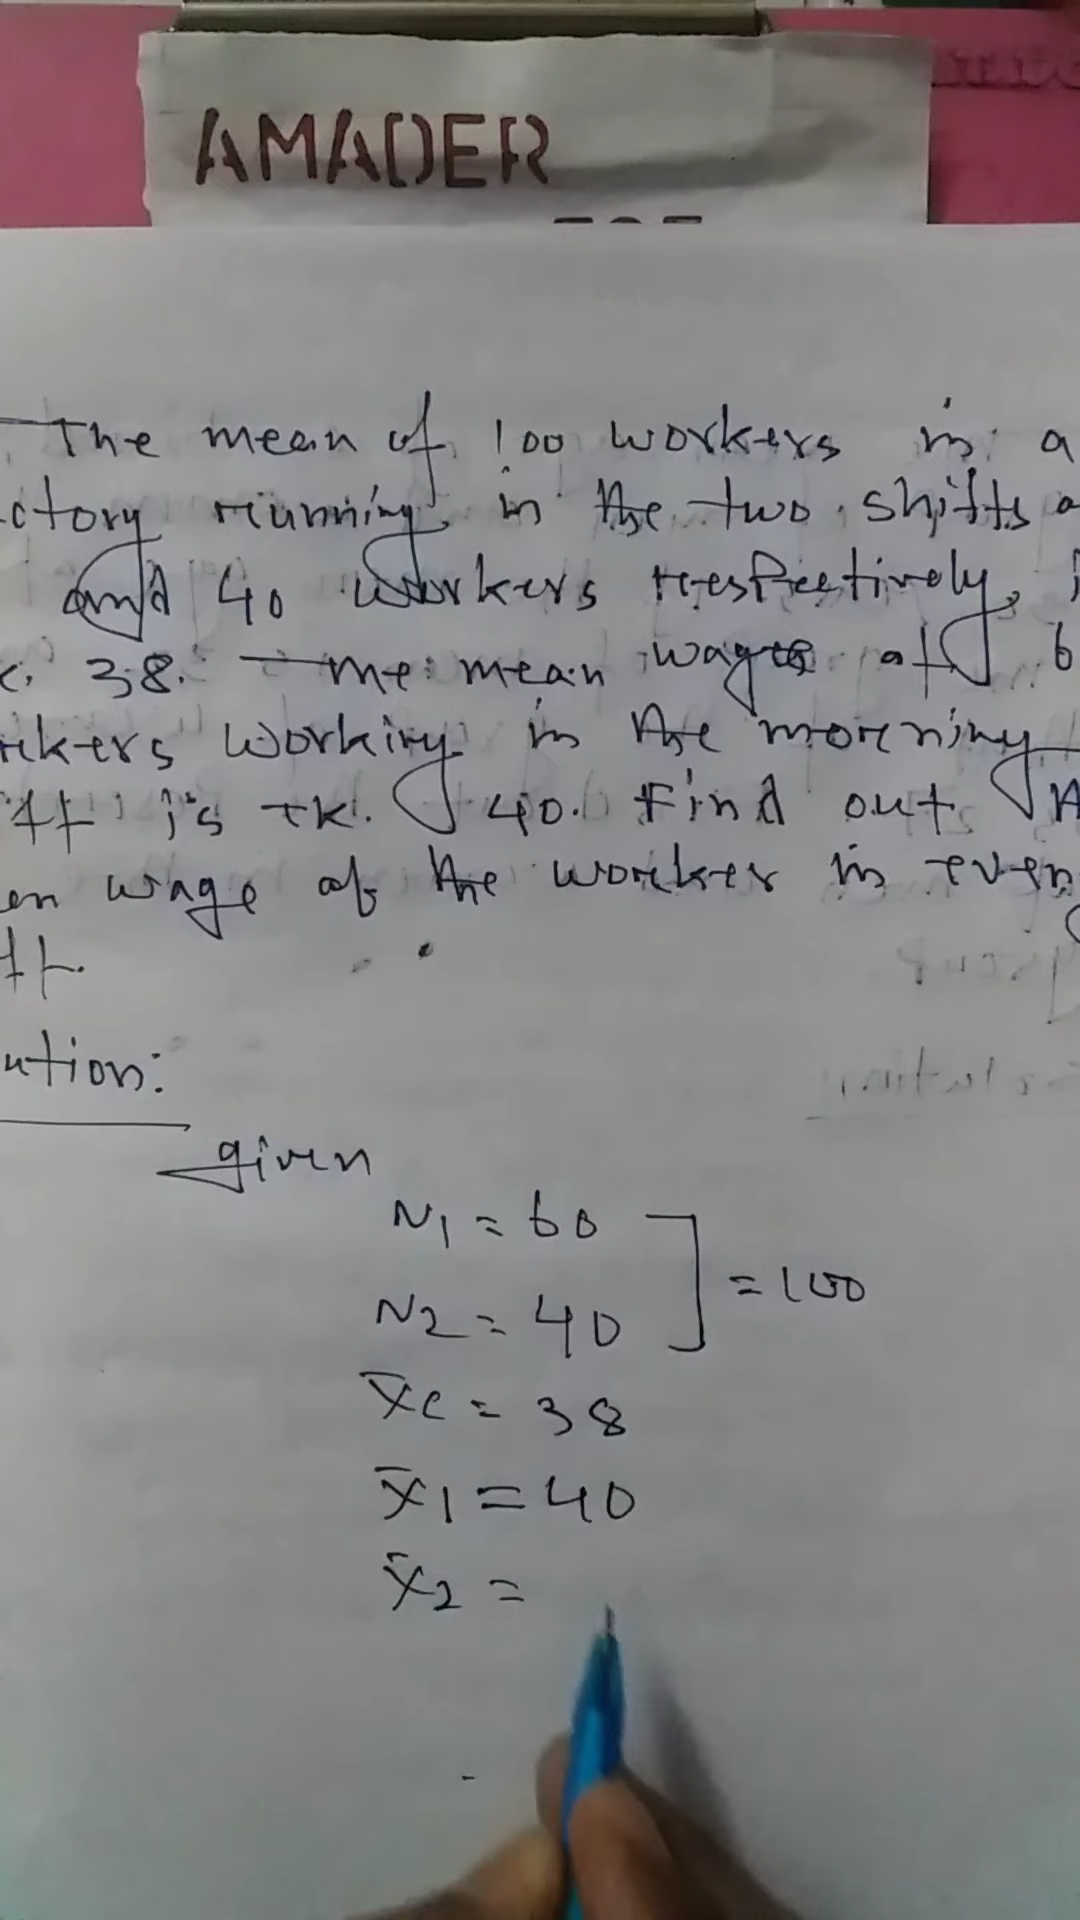 AMADER
The mean of 100 workers in a
ctory running in the two shifts a
and 40 workers respectively, i
38. The mean wages of 6
rkers working in the morning
ift is tk. 40. Find out th
en wage of the worker in even
ift.
ution:
given
N1 = 60
N2 = 40 ] = 100
x̄c = 38
x̄1 = 40
x̄2 =